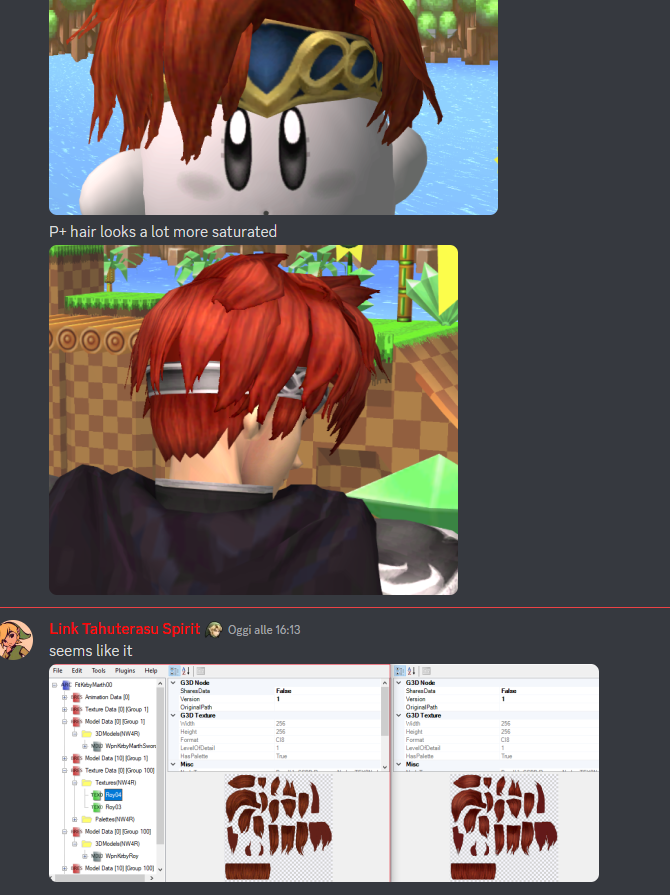 P+ hair looks a lot more saturated
Link Tahuterasu Spirit Oggi alle 16:13
seems like it
File Edit Tools Plugins Help
FitKirbyMarth00
Animation Data [0]
Texture Data [0] [Group 1]
Model Data [0] [Group 1]
3DModels(NW4R)
WpnKirbyMarthSwon
Model Data [10] [Group 1]
Texture Data [0] [Group 100]
Textures(NW4R)
Roy04
Roy03
Palettes(NW4R)
Model Data [0] [Group 100]
3DModels(NW4R)
WpnKirbyRoy
Model Data [10] [Group 100]
G3D Node
SharesData False
Version 1
OriginalPath
G3D Texture
Width 256
Height 256
Format CI8
LevelOfDetail 1
HasPalette True
Misc
G3D Node
SharesData False
Version 1
OriginalPath
G3D Texture
Width 256
Height 256
Format CI8
LevelOfDetail 1
HasPalette True
Misc